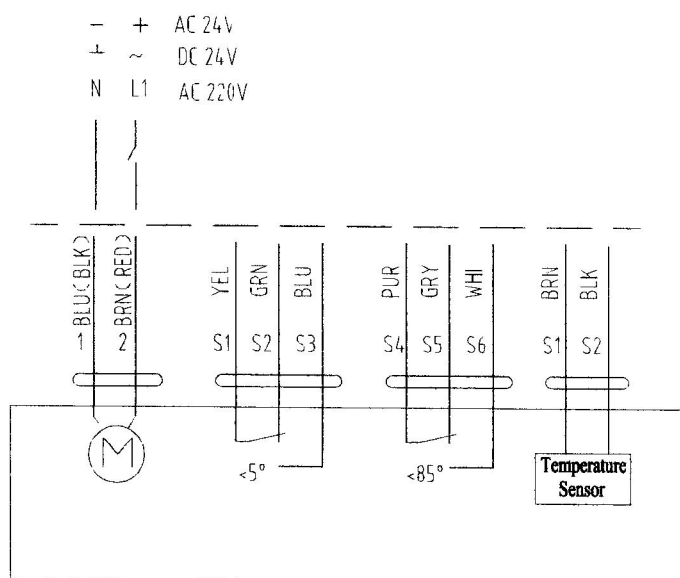 − + AC 24V
⊥ ~ DC 24V
N L1 AC 220V
1 BLU(BLK)
2 BRN(RED)
S1 YEL
S2 GRN
S3 BLU
S4 PUR
S5 GRY
S6 WHI
S1 BRN
S2 BLK
M
<5°
<85°
Temperature
Sensor